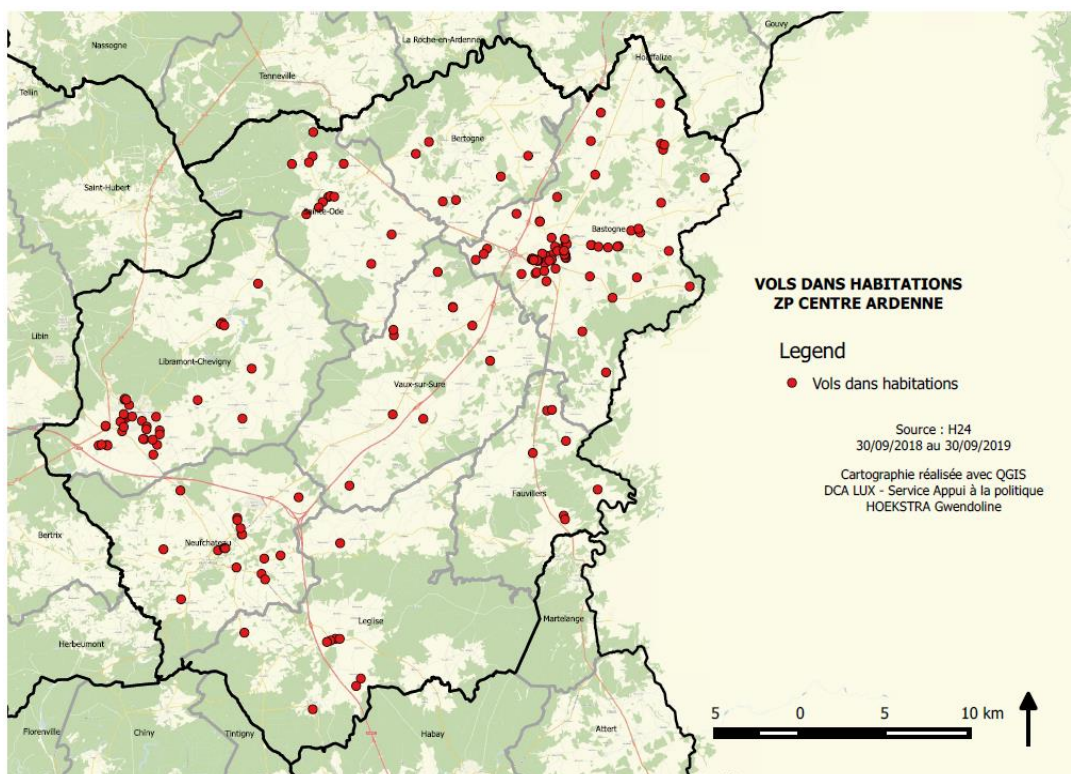 Gouvy
Nassogne
La Roche-en-Ardenne
Houffalize
Tenneville
Tellin
Bertogne
Saint-Hubert
Sainte-Ode
Bastogne
VOLS DANS HABITATIONS
ZP CENTRE ARDENNE
Libin
Legend
Libramont-Chevigny
Vaux-sur-Sure
Vols dans habitations
Source : H24
30/09/2018 au 30/09/2019
Cartographie réalisée avec QGIS
DCA LUX - Service Appui à la politique
HOEKSTRA Gwendoline
Fauvillers
Bertrix
Neufchateau
Martelange
Leglise
Herbeumont
5 0 5 10 km
Florenville
Chiny
Tintigny
Habay
Attert